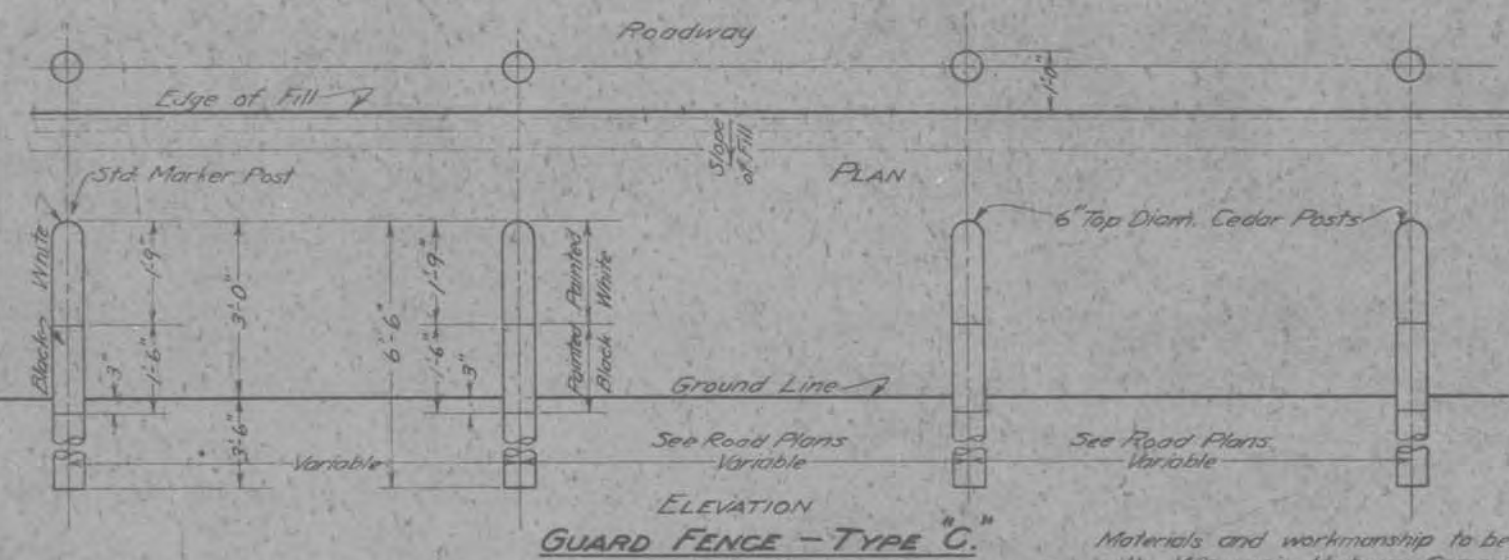 Roadway
1'-0"
Edge of Fill
Slope
of Fill
PLAN
Std. Marker Post
6" Top Diam. Cedar Posts
White
Black
3"
1'-6"
1'-9"
3'-0"
3'-6"
6'-6"
1'-9"
1'-6"
3"
Painted
White
Painted
Black
Ground Line
Variable
See Road Plans
Variable
See Road Plans
Variable
ELEVATION
GUARD FENCE - TYPE "C."
Materials and workmanship to be